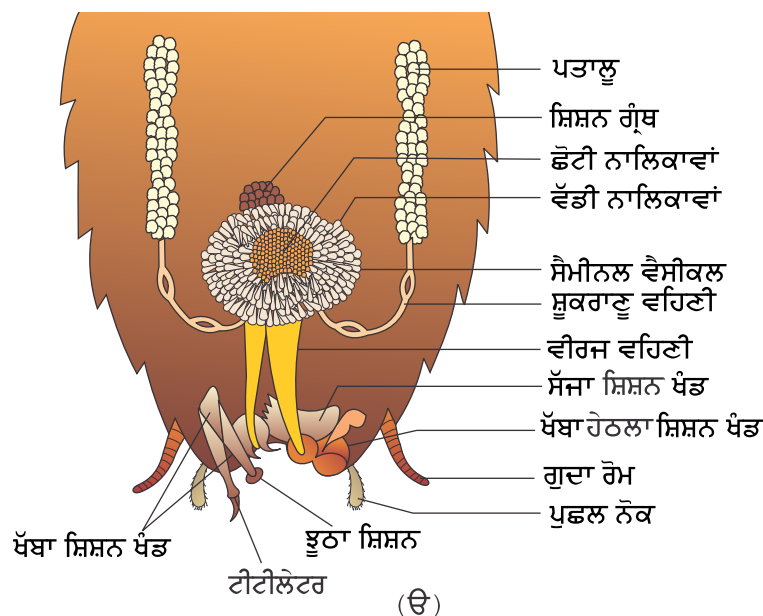 ਪਤਾਲੂ
ਸ਼ਿਸ਼ਨ ਗ੍ਰੰਥ
ਛੋਟੀ ਨਾਲਿਕਾਵਾਂ
ਵੱਡੀ ਨਾਲਿਕਾਵਾਂ
ਸੈਮੀਨਲ ਵੈਸੀਕਲ
ਸ਼ੂਕਰਾਣੂ ਵਹਿਣੀ
ਵੀਰਜ ਵਹਿਣੀ
ਸੱਜਾ ਸ਼ਿਸ਼ਨ ਖੰਡ
ਖੱਬਾ ਹੇਠਲਾ ਸ਼ਿਸ਼ਨ ਖੰਡ
ਗੁਦਾ ਰੋਮ
ਪੁਛਲ ਨੋਕ
ਖੱਬਾ ਸ਼ਿਸ਼ਨ ਖੰਡ
ਝੂਠਾ ਸ਼ਿਸ਼ਨ
ਟੀਟੀਲੇਟਰ
(ੳ)